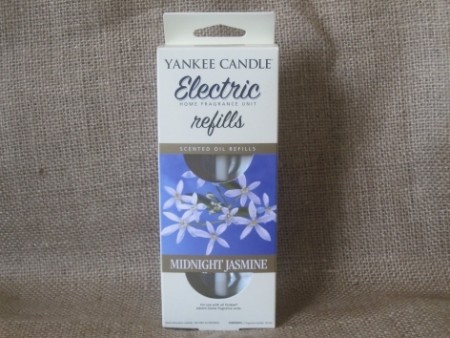 YANKEE CANDLE®
Electric
HOME FRAGRANCE UNIT
refills
SCENTED OIL REFILLS
MIDNIGHT JASMINE